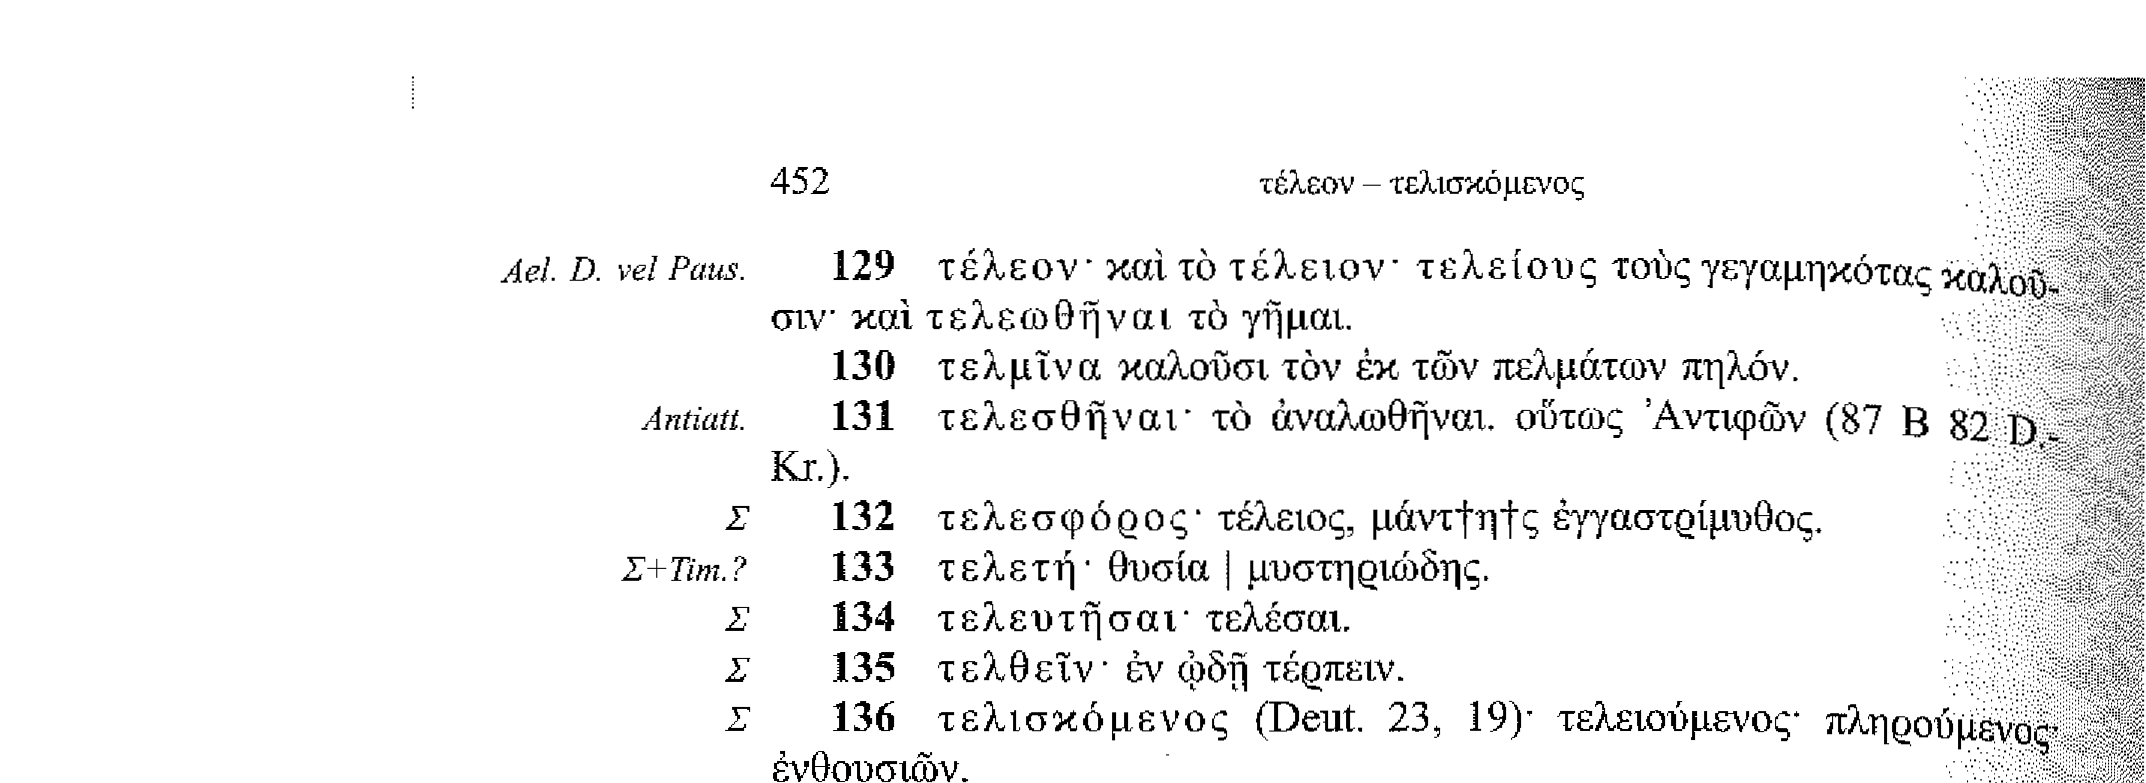 452 τέλεον – τελισκόμενος
Ael. D. vel Paus. 129 τέλεον· καὶ τὸ τέλειον· τελείους τοὺς γεγαμηκότας καλοῦ-
σιν· καὶ τελεωθῆναι τὸ γῆμαι.
130 τελμῖνα καλοῦσι τὸν ἐκ τῶν πελμάτων πηλόν.
Antiatt. 131 τελεσθῆναι· τὸ ἀναλωθῆναι. οὕτως Ἀντιφῶν (87 B 82 D.-
Kr.).
Σ 132 τελεσφόρος· τέλειος, μάντ†η†ς ἐγγαστρίμυθος.
Σ+Tim.? 133 τελετή· θυσία | μυστηριώδης.
Σ 134 τελευτῆσαι· τελέσαι.
Σ 135 τελθεῖν· ἐν ᾠδῇ τέρπειν.
Σ 136 τελισκόμενος (Deut. 23, 19)· τελειούμενος· πληρούμενος·
ἐνθουσιῶν.